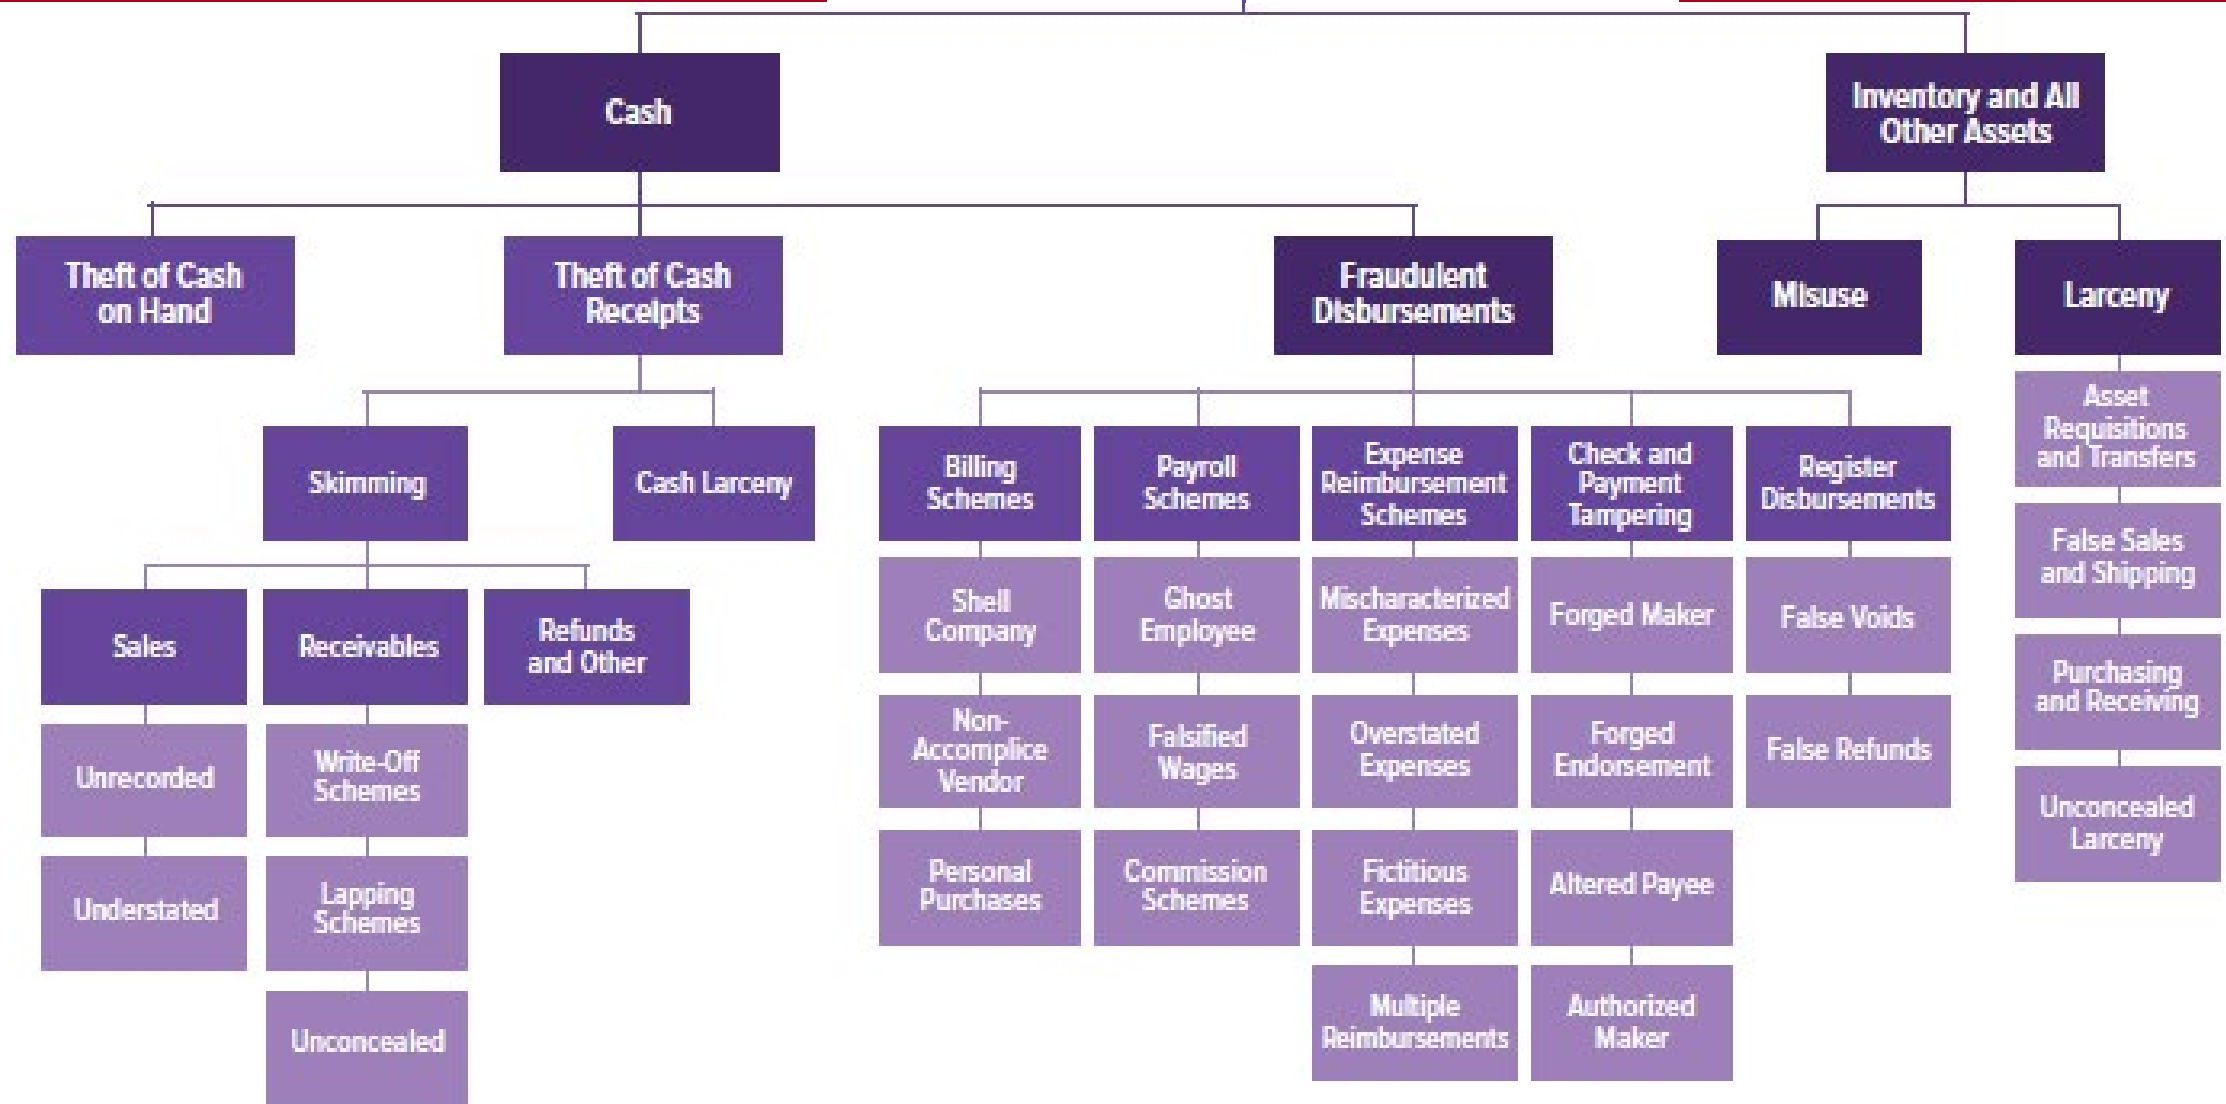 Cash
Inventory and All
Other Assets
Theft of Cash
on Hand
Theft of Cash
Receipts
Fraudulent
Disbursements
Misuse
Larceny
Asset
Requisitions
and Transfers
False Sales
and Shipping
Purchasing
and Receiving
Unconcealed
Larceny
Skimming
Cash Larceny
Billing
Schemes
Payroll
Schemes
Expense
Reimbursement
Schemes
Check and
Payment
Tampering
Register
Disbursements
Sales
Receivables
Refunds
and Other
Unrecorded
Understated
Write-Off
Schemes
Lapping
Schemes
Unconcealed
Shell
Company
Non-
Accomplice
Vendor
Personal
Purchases
Ghost
Employee
Falsified
Wages
Commission
Schemes
Mischaracterized
Expenses
Overstated
Expenses
Fictitious
Expenses
Multiple
Reimbursements
Forged Maker
Forged
Endorsement
Altered Payee
Authorized
Maker
False Voids
False Refunds